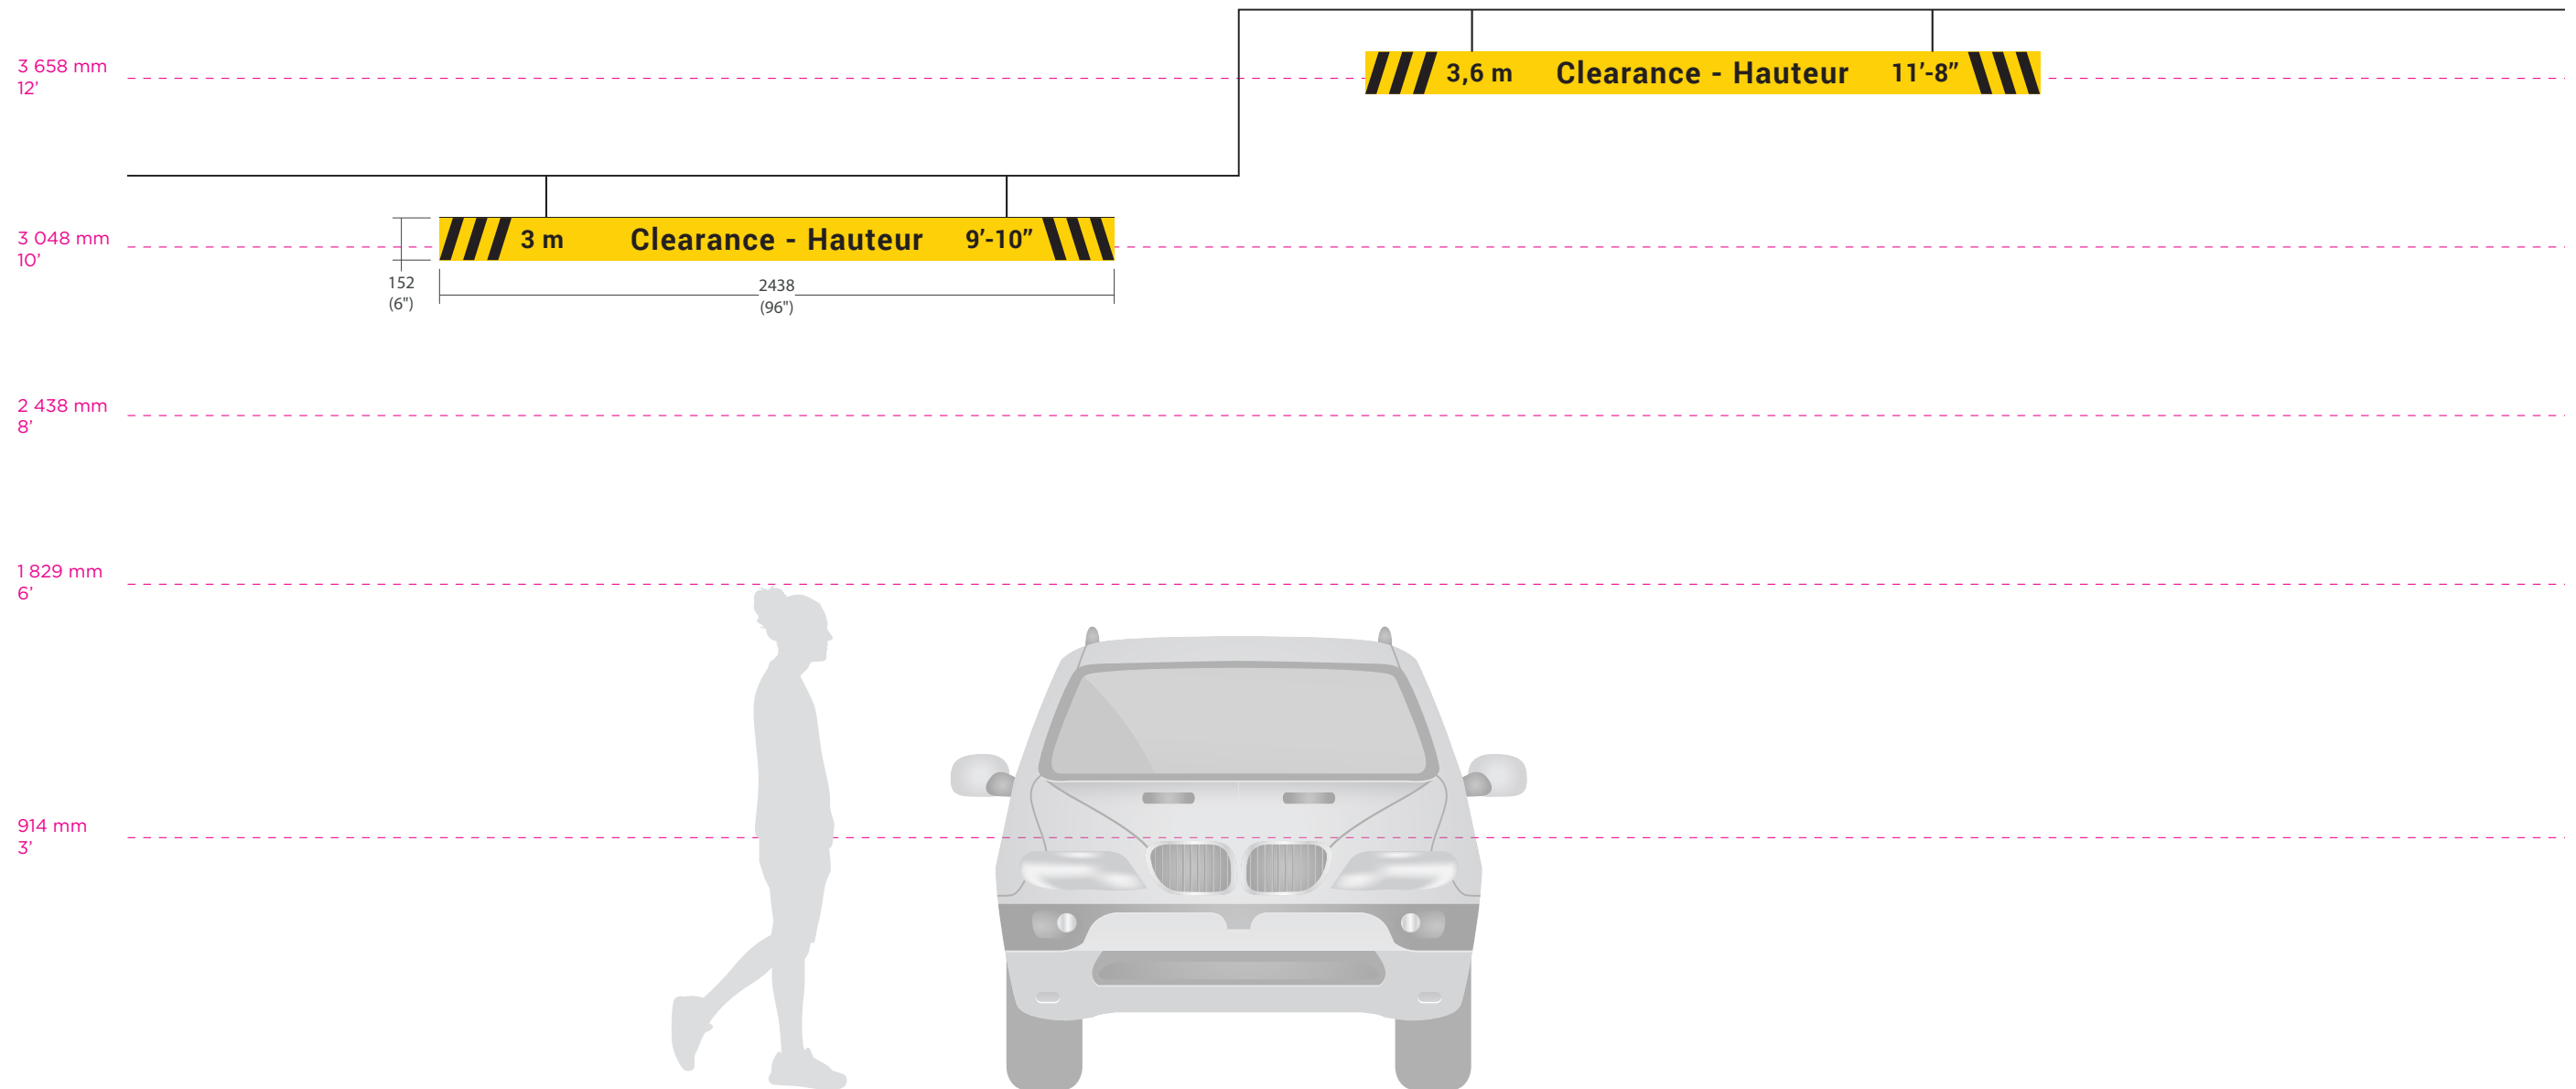 3 658 mm
12’
3,6 m Clearance - Hauteur 11’-8”
3 048 mm
10’
3 m Clearance - Hauteur 9’-10”
152
(6")
2438
(96")
2 438 mm
8’
1 829 mm
6’
914 mm
3’